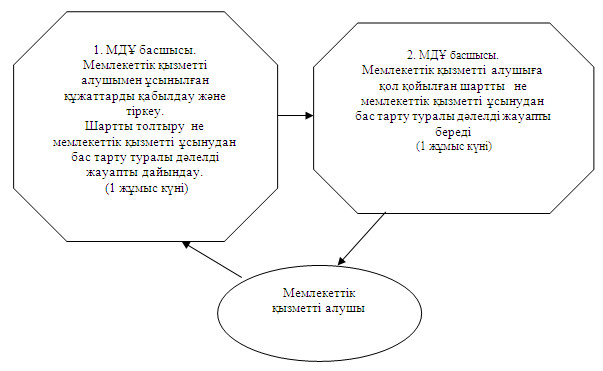 1. МДҰ басшысы.
Мемлекеттік қызметті
алушымен ұсынылған
құжаттарды қабылдау және
тіркеу.
Шартты толтыру не
мемлекеттік қызметті ұсынудан
бас тарту туралы дәлелді
жауапты дайындау.
(1 жұмыс күні)
2. МДҰ басшысы.
Мемлекеттік қызметті алушыға
қол қойылған шартты не
мемлекеттік қызметті ұсынудан
бас тарту туралы дәлелді жауапты
береді
(1 жұмыс күні)
Мемлекеттік
қызметті алушы